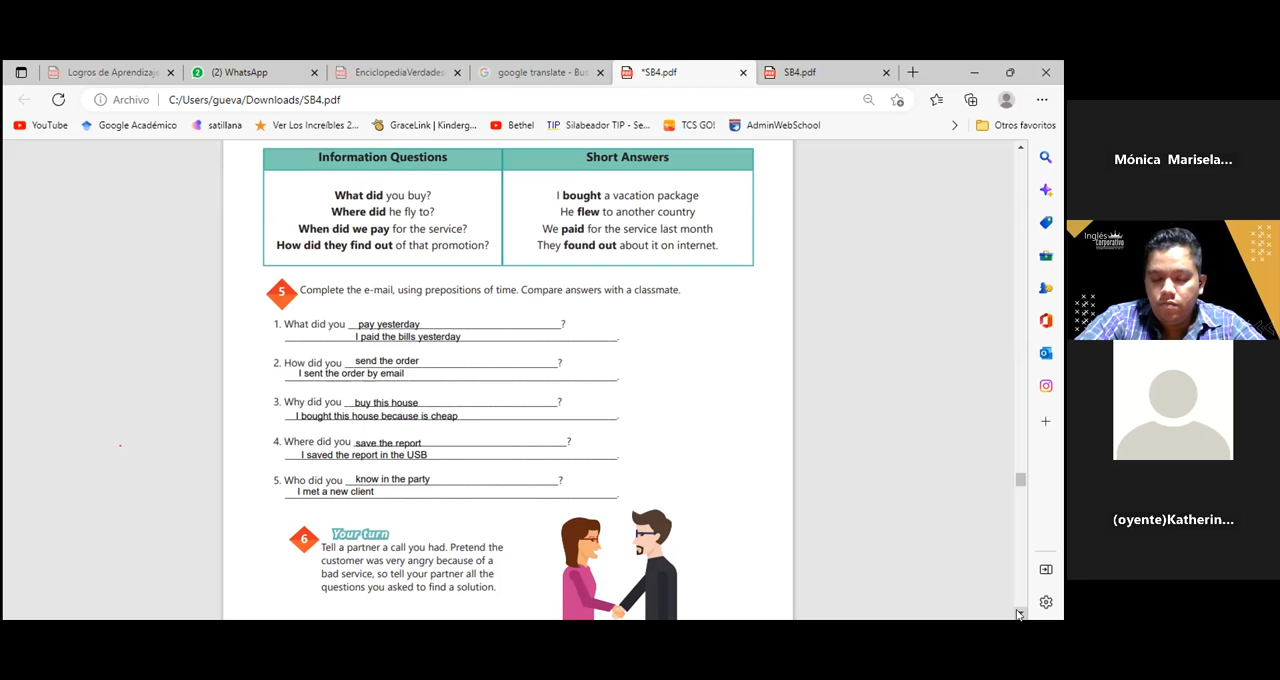 Logros de Aprendizaje
(2) WhatsApp
EnciclopediaVerdades
google translate - Bus
*SB4.pdf
SB4.pdf
Archivo
C:/Users/gueva/Downloads/SB4.pdf
YouTube
Google Académico
satillana
Ver Los Increíbles 2...
GraceLink | Kinderg...
Bethel
TIP Silabeador TIP - Se...
TCS GO!
AdminWebSchool
Otros favoritos
Information Questions
Short Answers
What did you buy?
I bought a vacation package
Where did he fly to?
He flew to another country
When did we pay for the service?
We paid for the service last month
How did they find out of that promotion?
They found out about it on internet.
5 Complete the e-mail, using prepositions of time. Compare answers with a classmate.
1. What did you pay yesterday ?
I paid the bills yesterday .
2. How did you send the order ?
I sent the order by email .
3. Why did you buy this house ?
I bought this house because is cheap .
4. Where did you save the report ?
I saved the report in the USB .
5. Who did you know in the party ?
I met a new client .
6 Your turn
Tell a partner a call you had. Pretend the
customer was very angry because of a
bad service, so tell your partner all the
questions you asked to find a solution.
Mónica Marisela...
Inglés
Corporativo
(oyente)Katherin...